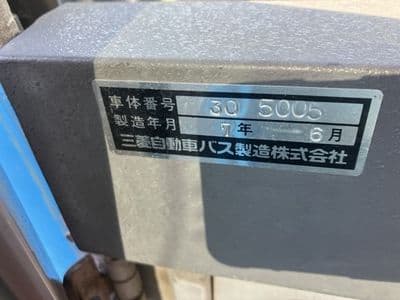 車体番号 3Q 5005
製造年月 7年 6月
三菱自動車バス製造株式会社